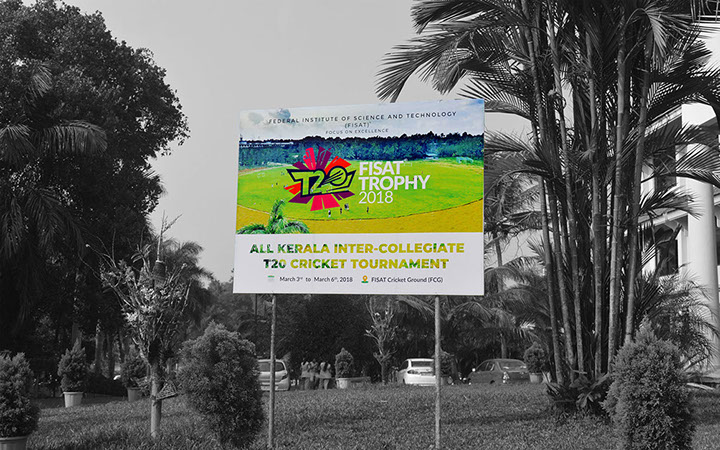 FEDERAL INSTITUTE OF SCIENCE AND TECHNOLOGY
(FISAT)
FOCUS ON EXCELLENCE
T20
FISAT
TROPHY
2018
ALL KERALA INTER-COLLEGIATE
T20 CRICKET TOURNAMENT
March 3rd to March 6th, 2018 FISAT Cricket Ground (FCG)